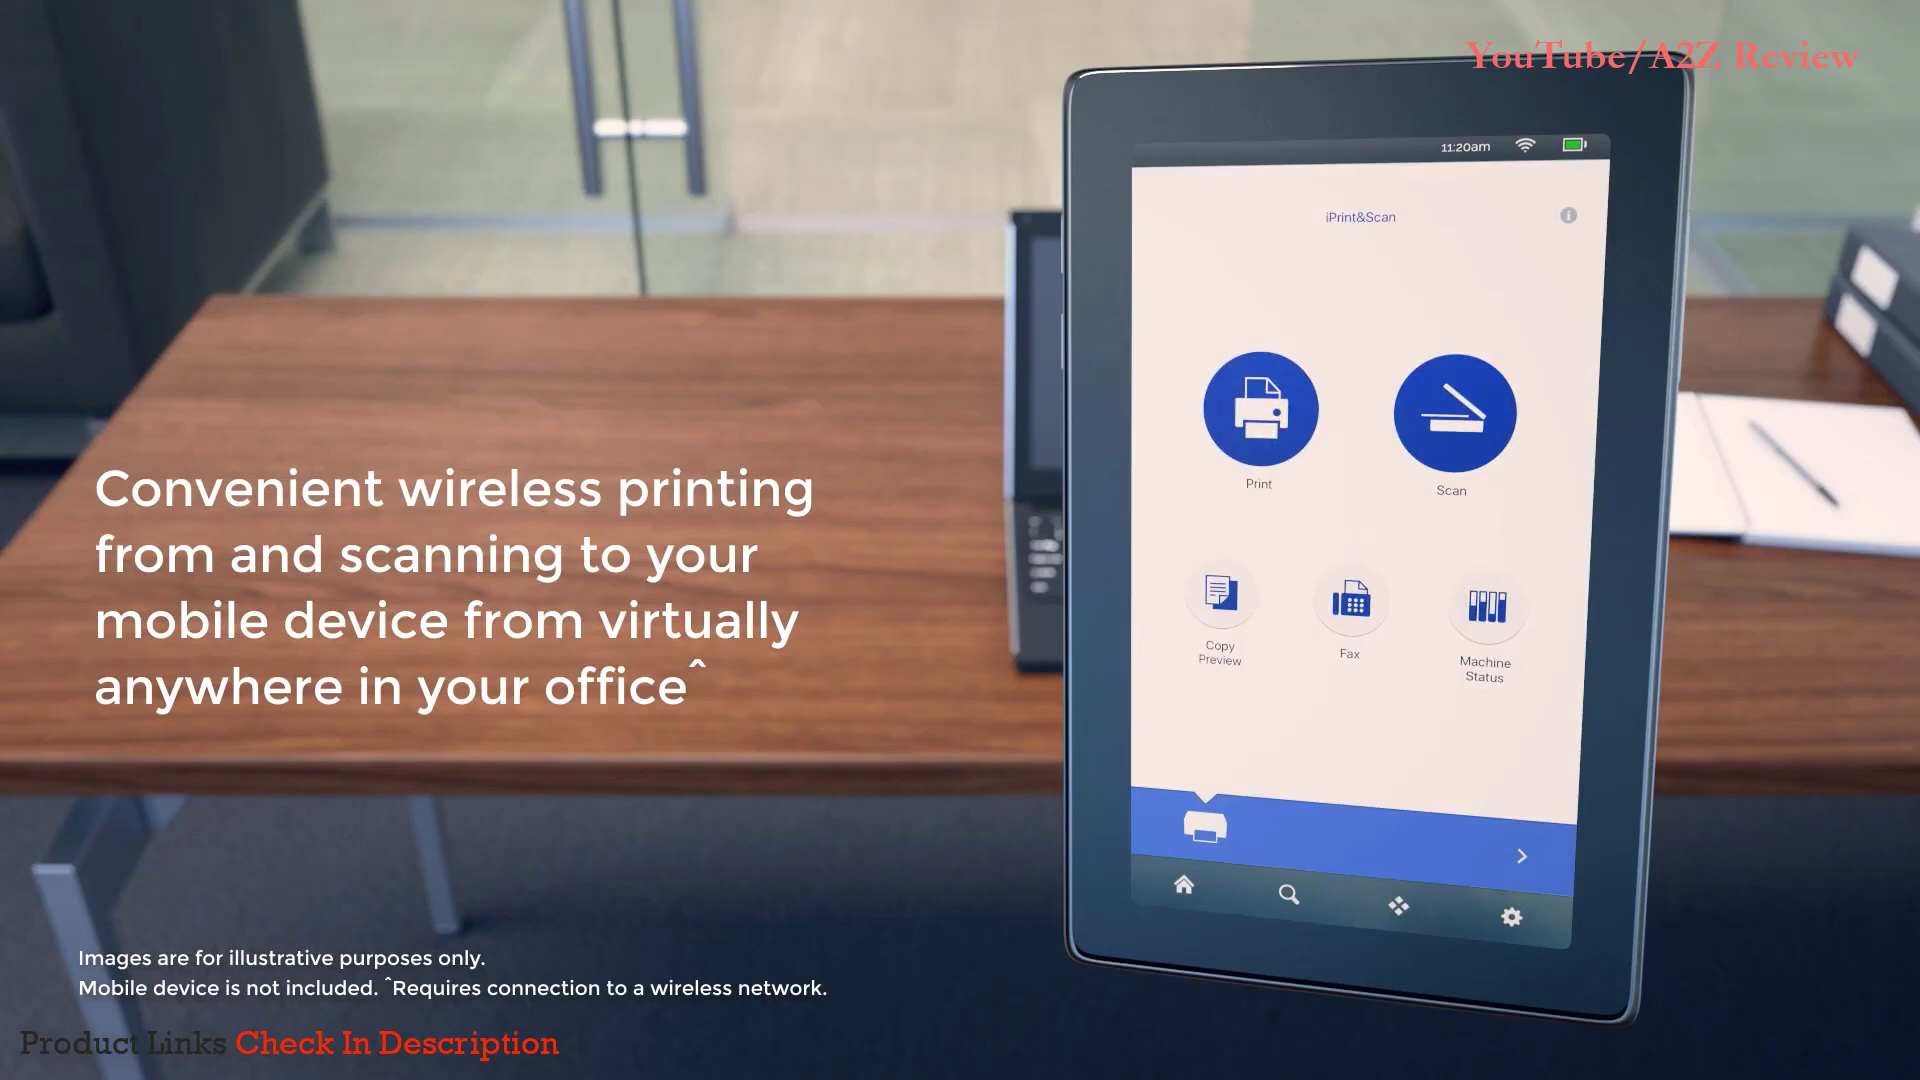 YouTube/A2Z Review
11:20am
iPrint&Scan
Print
Scan
Copy
Preview
Fax
Machine
Status
Convenient wireless printing
from and scanning to your
mobile device from virtually
anywhere in your office^
Images are for illustrative purposes only.
Mobile device is not included. ^Requires connection to a wireless network.
Product Links Check In Description